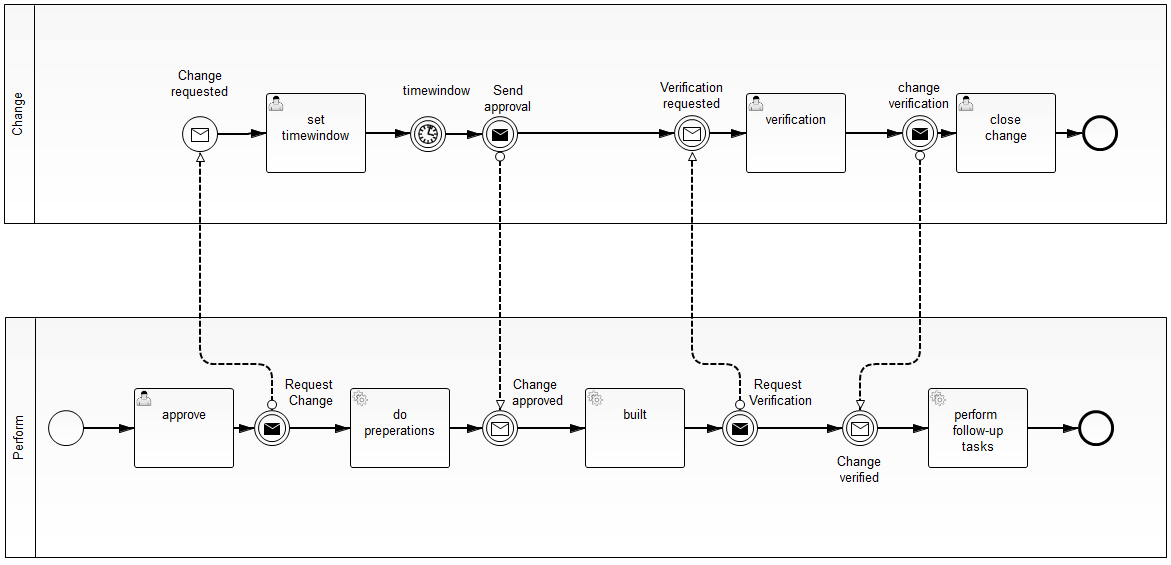 Change
Change
requested
set
timewindow
timewindow
Send
approval
Verification
requested
verification
change
verification
close
change
Perform
approve
Request
Change
do
preperations
Change
approved
built
Request
Verification
Change
verified
perform
follow-up
tasks